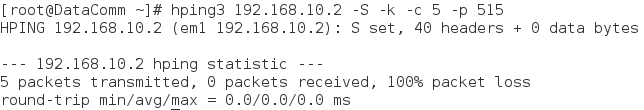 [root@DataComm ~]# hping3 192.168.10.2 -S -k -c 5 -p 515
HPING 192.168.10.2 (em1 192.168.10.2): S set, 40 headers + 0 data bytes
--- 192.168.10.2 hping statistic ---
5 packets transmitted, 0 packets received, 100% packet loss
round-trip min/avg/max = 0.0/0.0/0.0 ms